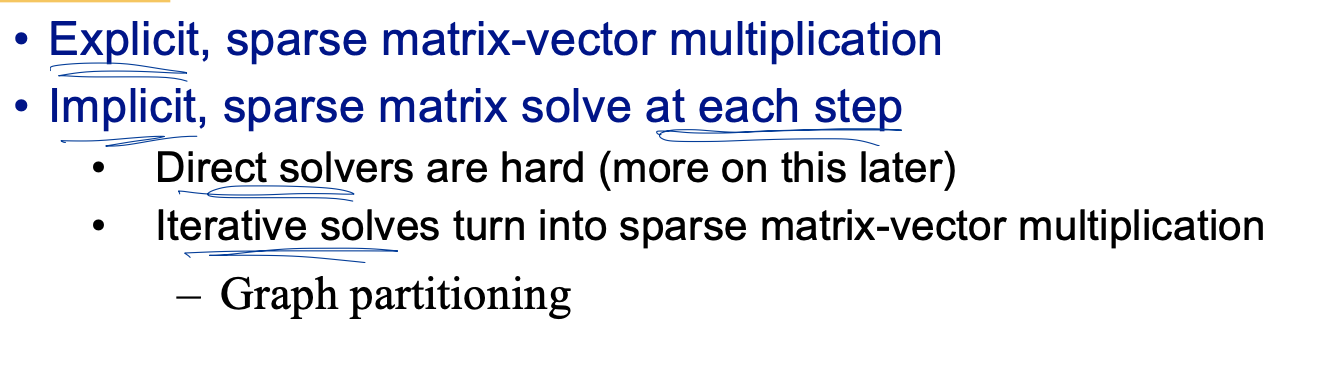 • Explicit, sparse matrix-vector multiplication
• Implicit, sparse matrix solve at each step
• Direct solvers are hard (more on this later)
• Iterative solves turn into sparse matrix-vector multiplication
– Graph partitioning